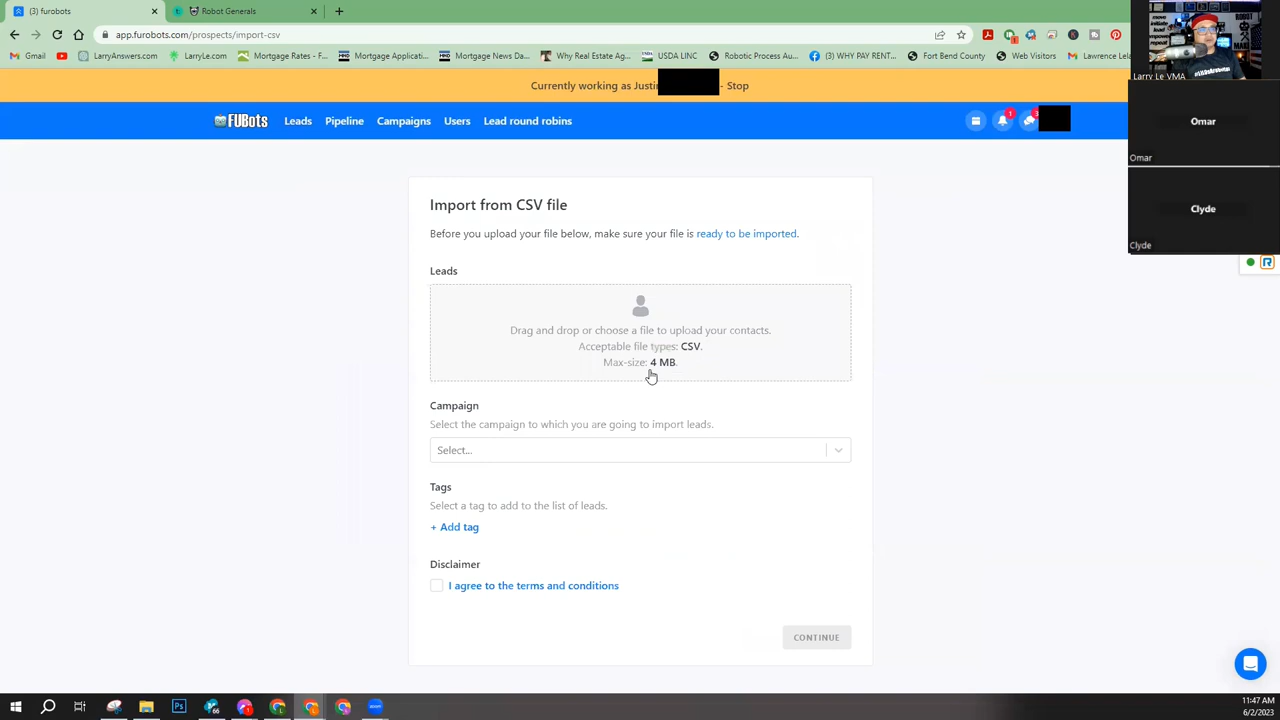 (3) furobots
Robot Generals
app.furobots.com/prospects/import-csv
Gmail
LarryAnswers.com
LarryLe.com
Mortgage Rates – F...
Mortgage Applicati...
Mortgage News Da...
Why Real Estate Ag...
USDA LINC
Robotic Process Au...
(3) WHY PAY RENT...
Fort Bend County
Web Visitors
Lawrence Lela
Larry Le VMA
Currently working as Justi
- Stop
FUBots
Leads
Pipeline
Campaigns
Users
Lead round robins
1
3
Omar
Omar
Clyde
Clyde
Import from CSV file
Before you upload your file below, make sure your file is ready to be imported.
Leads
Drag and drop or choose a file to upload your contacts.
Acceptable file types: CSV.
Max-size: 4 MB.
Campaign
Select the campaign to which you are going to import leads.
Select...
Tags
Select a tag to add to the list of leads.
+ Add tag
Disclaimer
I agree to the terms and conditions
CONTINUE
11:47 AM
6/2/2023